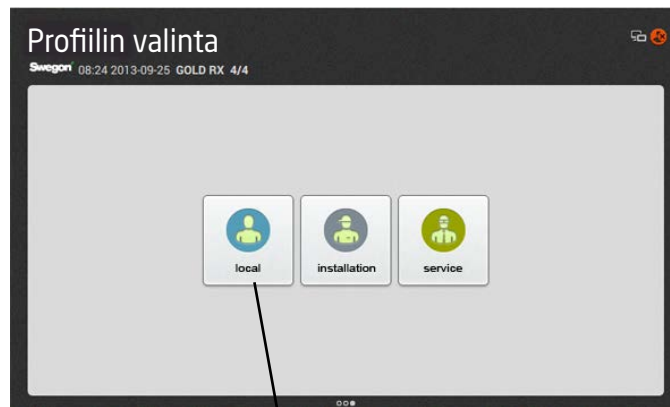 Profiilin valinta
Swegon 08:24 2013-09-25 GOLD RX 4/4
local installation service